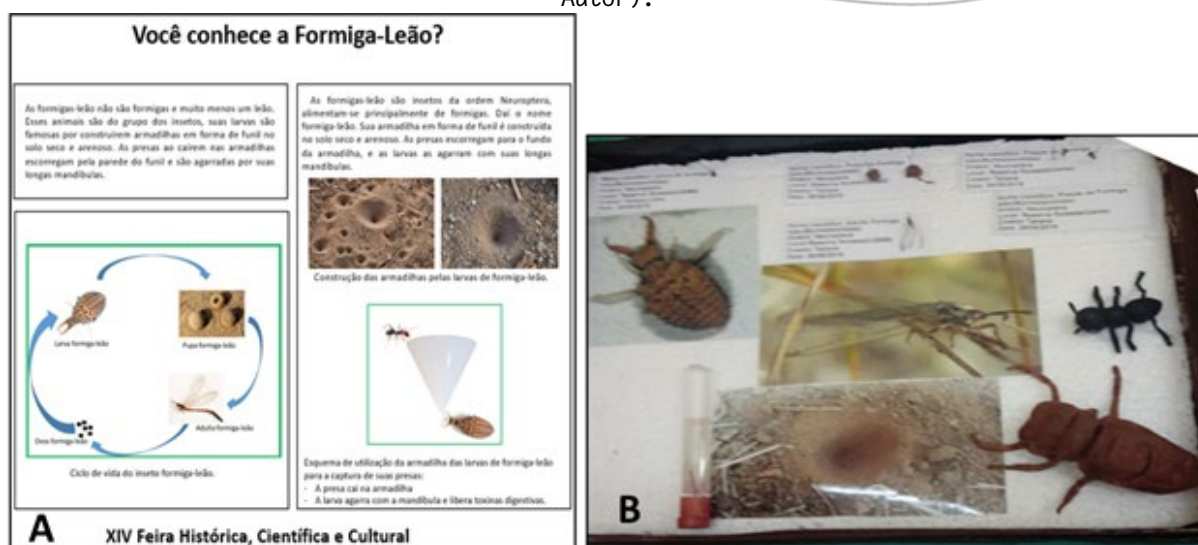 Autor).
Você conhece a Formiga-Leão?
As formigas-leão não são formigas e muito menos um leão.
Esses animais são do grupo dos insetos, suas larvas são
famosas por construírem armadilhas em forma de funil no
solo seco e arenoso. As presas ao caírem nas armadilhas
escorregam pela parede do funil e são agarradas por suas
longas mandíbulas.
As formigas-leão são insetos da ordem Neuroptera,
alimentam-se principalmente de formigas. Daí o nome
formiga-leão. Sua armadilha em forma de funil é construída
no solo seco e arenoso. As presas escorregam para o fundo
da armadilha, e as larvas as agarram com suas longas
mandíbulas.
Construção das armadilhas pelas larvas de formiga-leão.
Larva formiga-leão
Pupa formiga-leão
Adulto formiga-leão
Ovos formiga-leão
Ciclo de vida do inseto formiga-leão.
Esquema de utilização da armadilha das larvas de formiga-leão
para a captura de suas presas:
- A presa cai na armadilha
- A larva agarra com a mandíbula e libera toxinas digestivas.
A
XIV Feira Histórica, Científica e Cultural
B